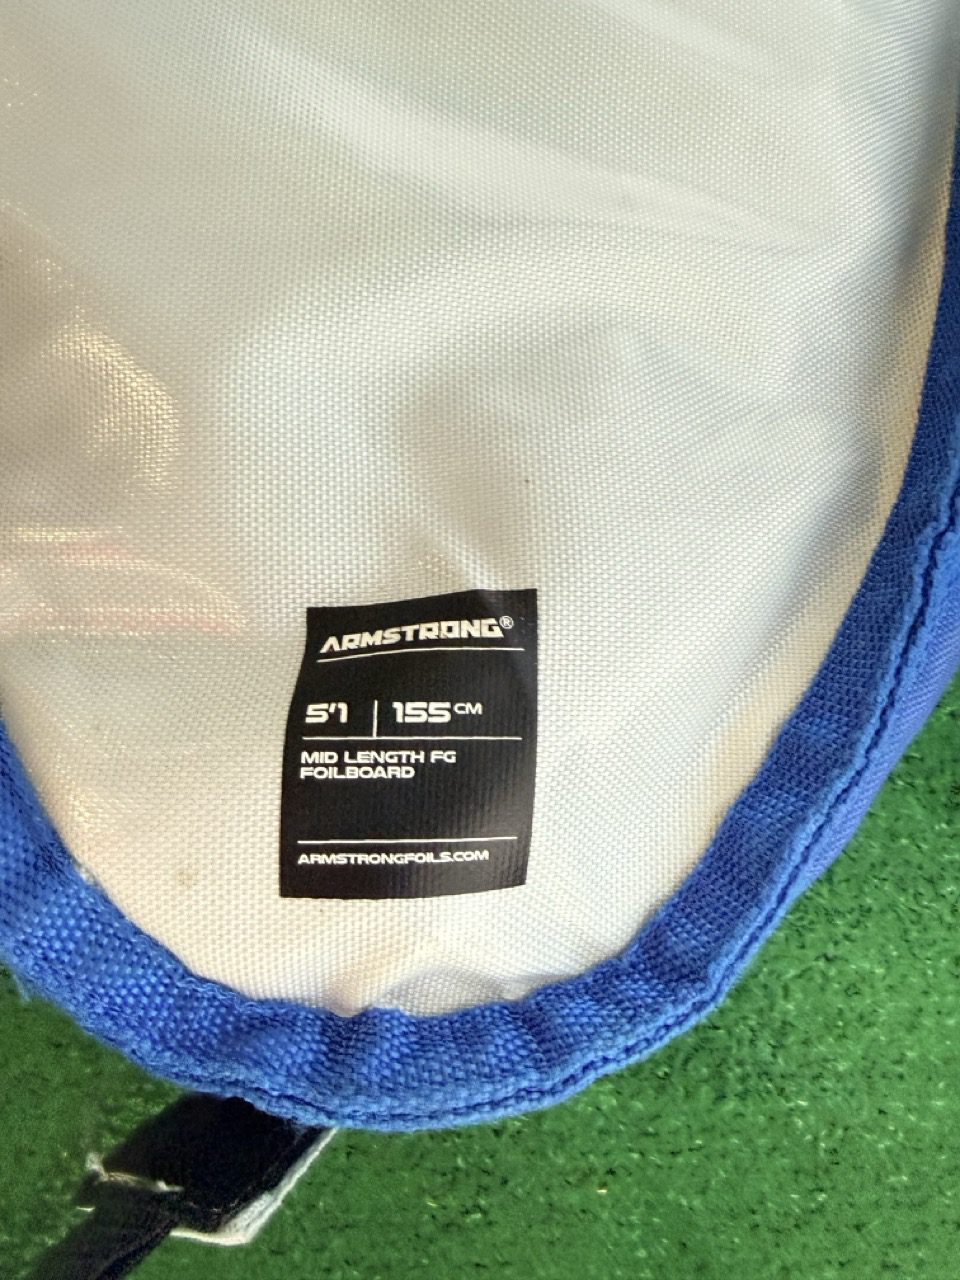 ARMSTRONG®
5'1 | 155 CM
MID LENGTH FG
FOILBOARD
ARMSTRONGFOILS.COM